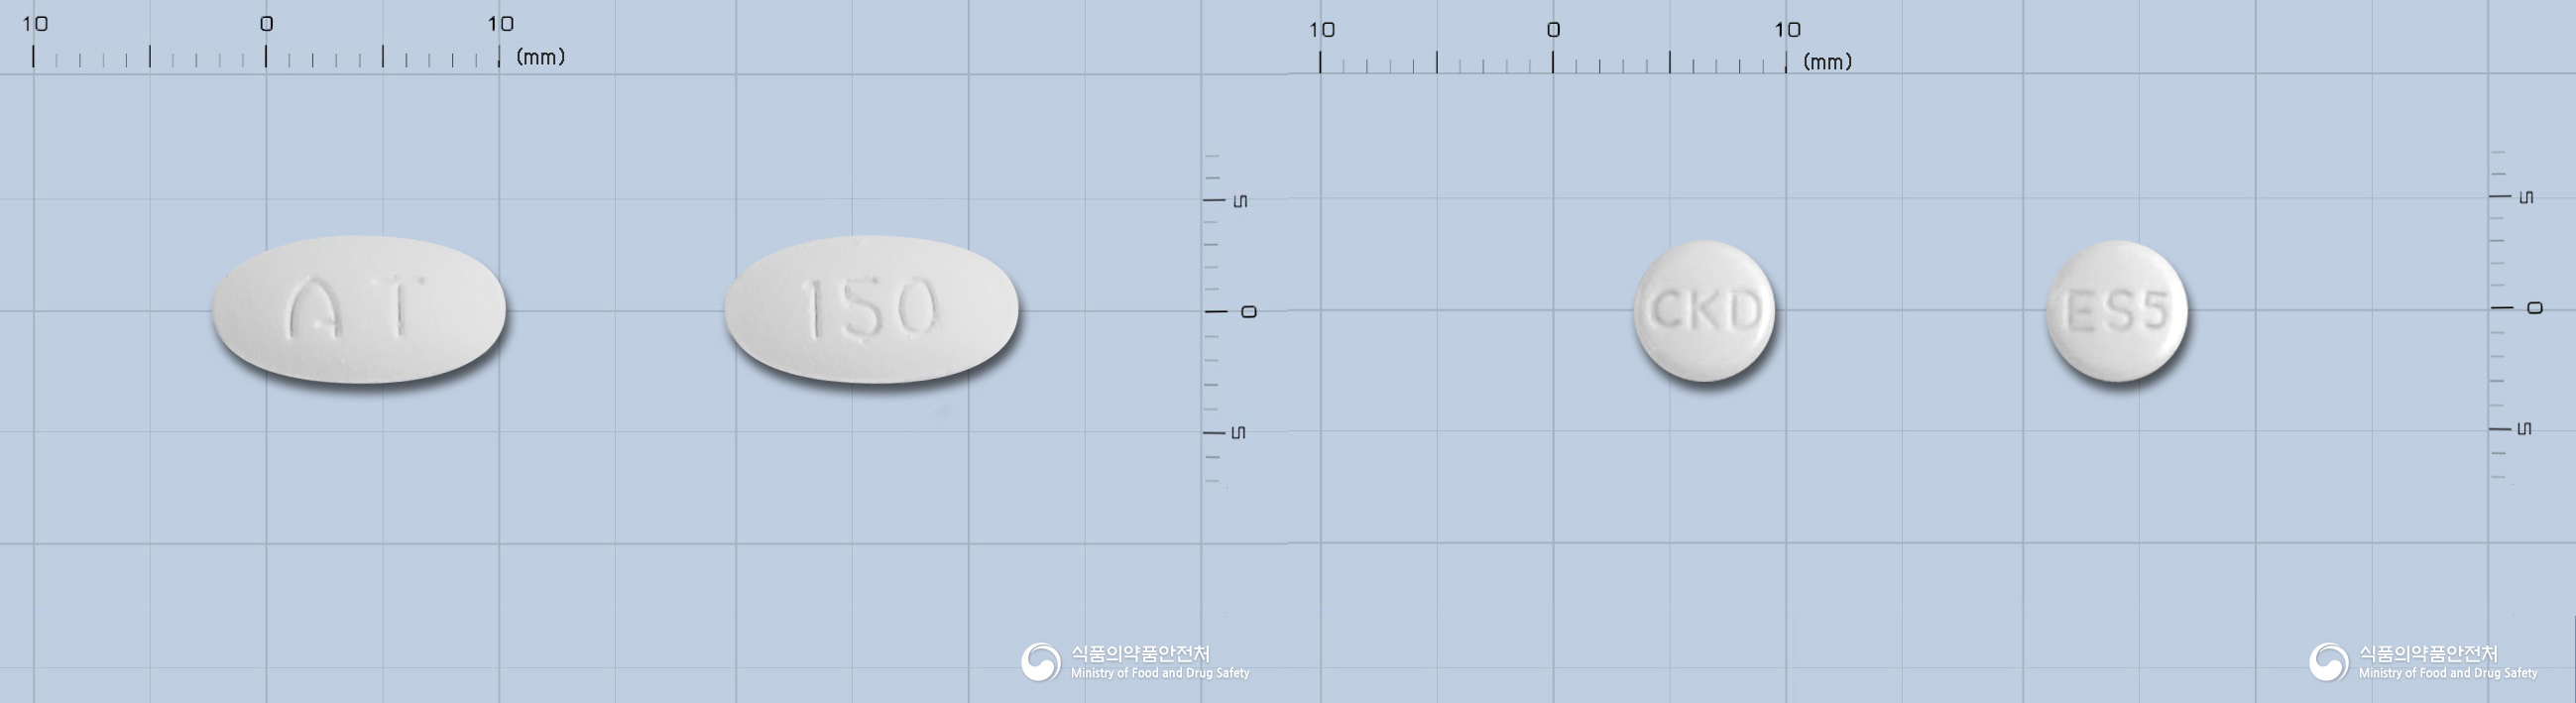 10 0 10 (mm)
5
0
5
AT
150
식품의약품안전처
Ministry of Food and Drug Safety
10 0 10 (mm)
5
0
5
CKD
ES5
식품의약품안전처
Ministry of Food and Drug Safety